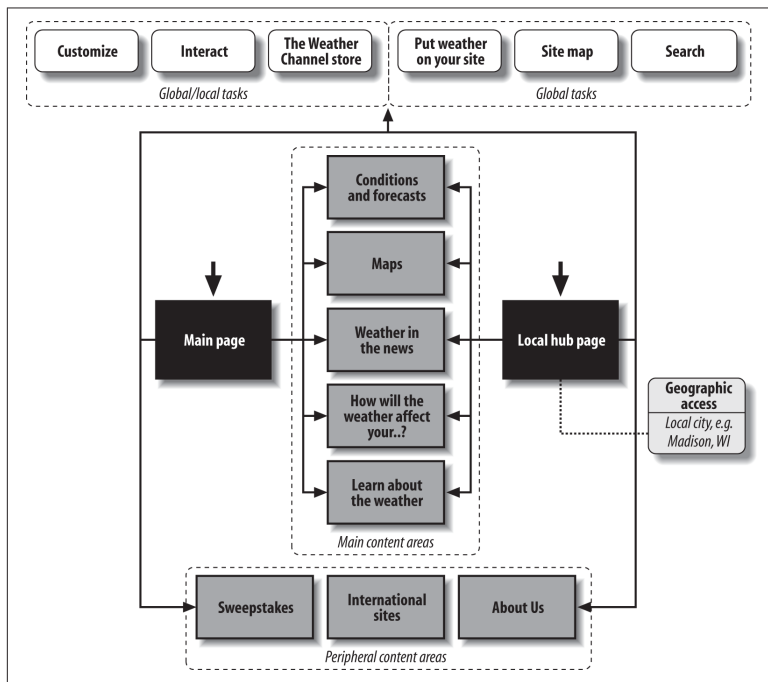 Customize
Interact
The Weather
Channel store
Global/local tasks
Put weather
on your site
Site map
Search
Global tasks
Conditions
and forecasts
Maps
Main page
Weather in
the news
Local hub page
How will the
weather affect
your..?
Geographic
access
Local city, e.g.
Madison, WI
Learn about
the weather
Main content areas
Sweepstakes
International
sites
About Us
Peripheral content areas